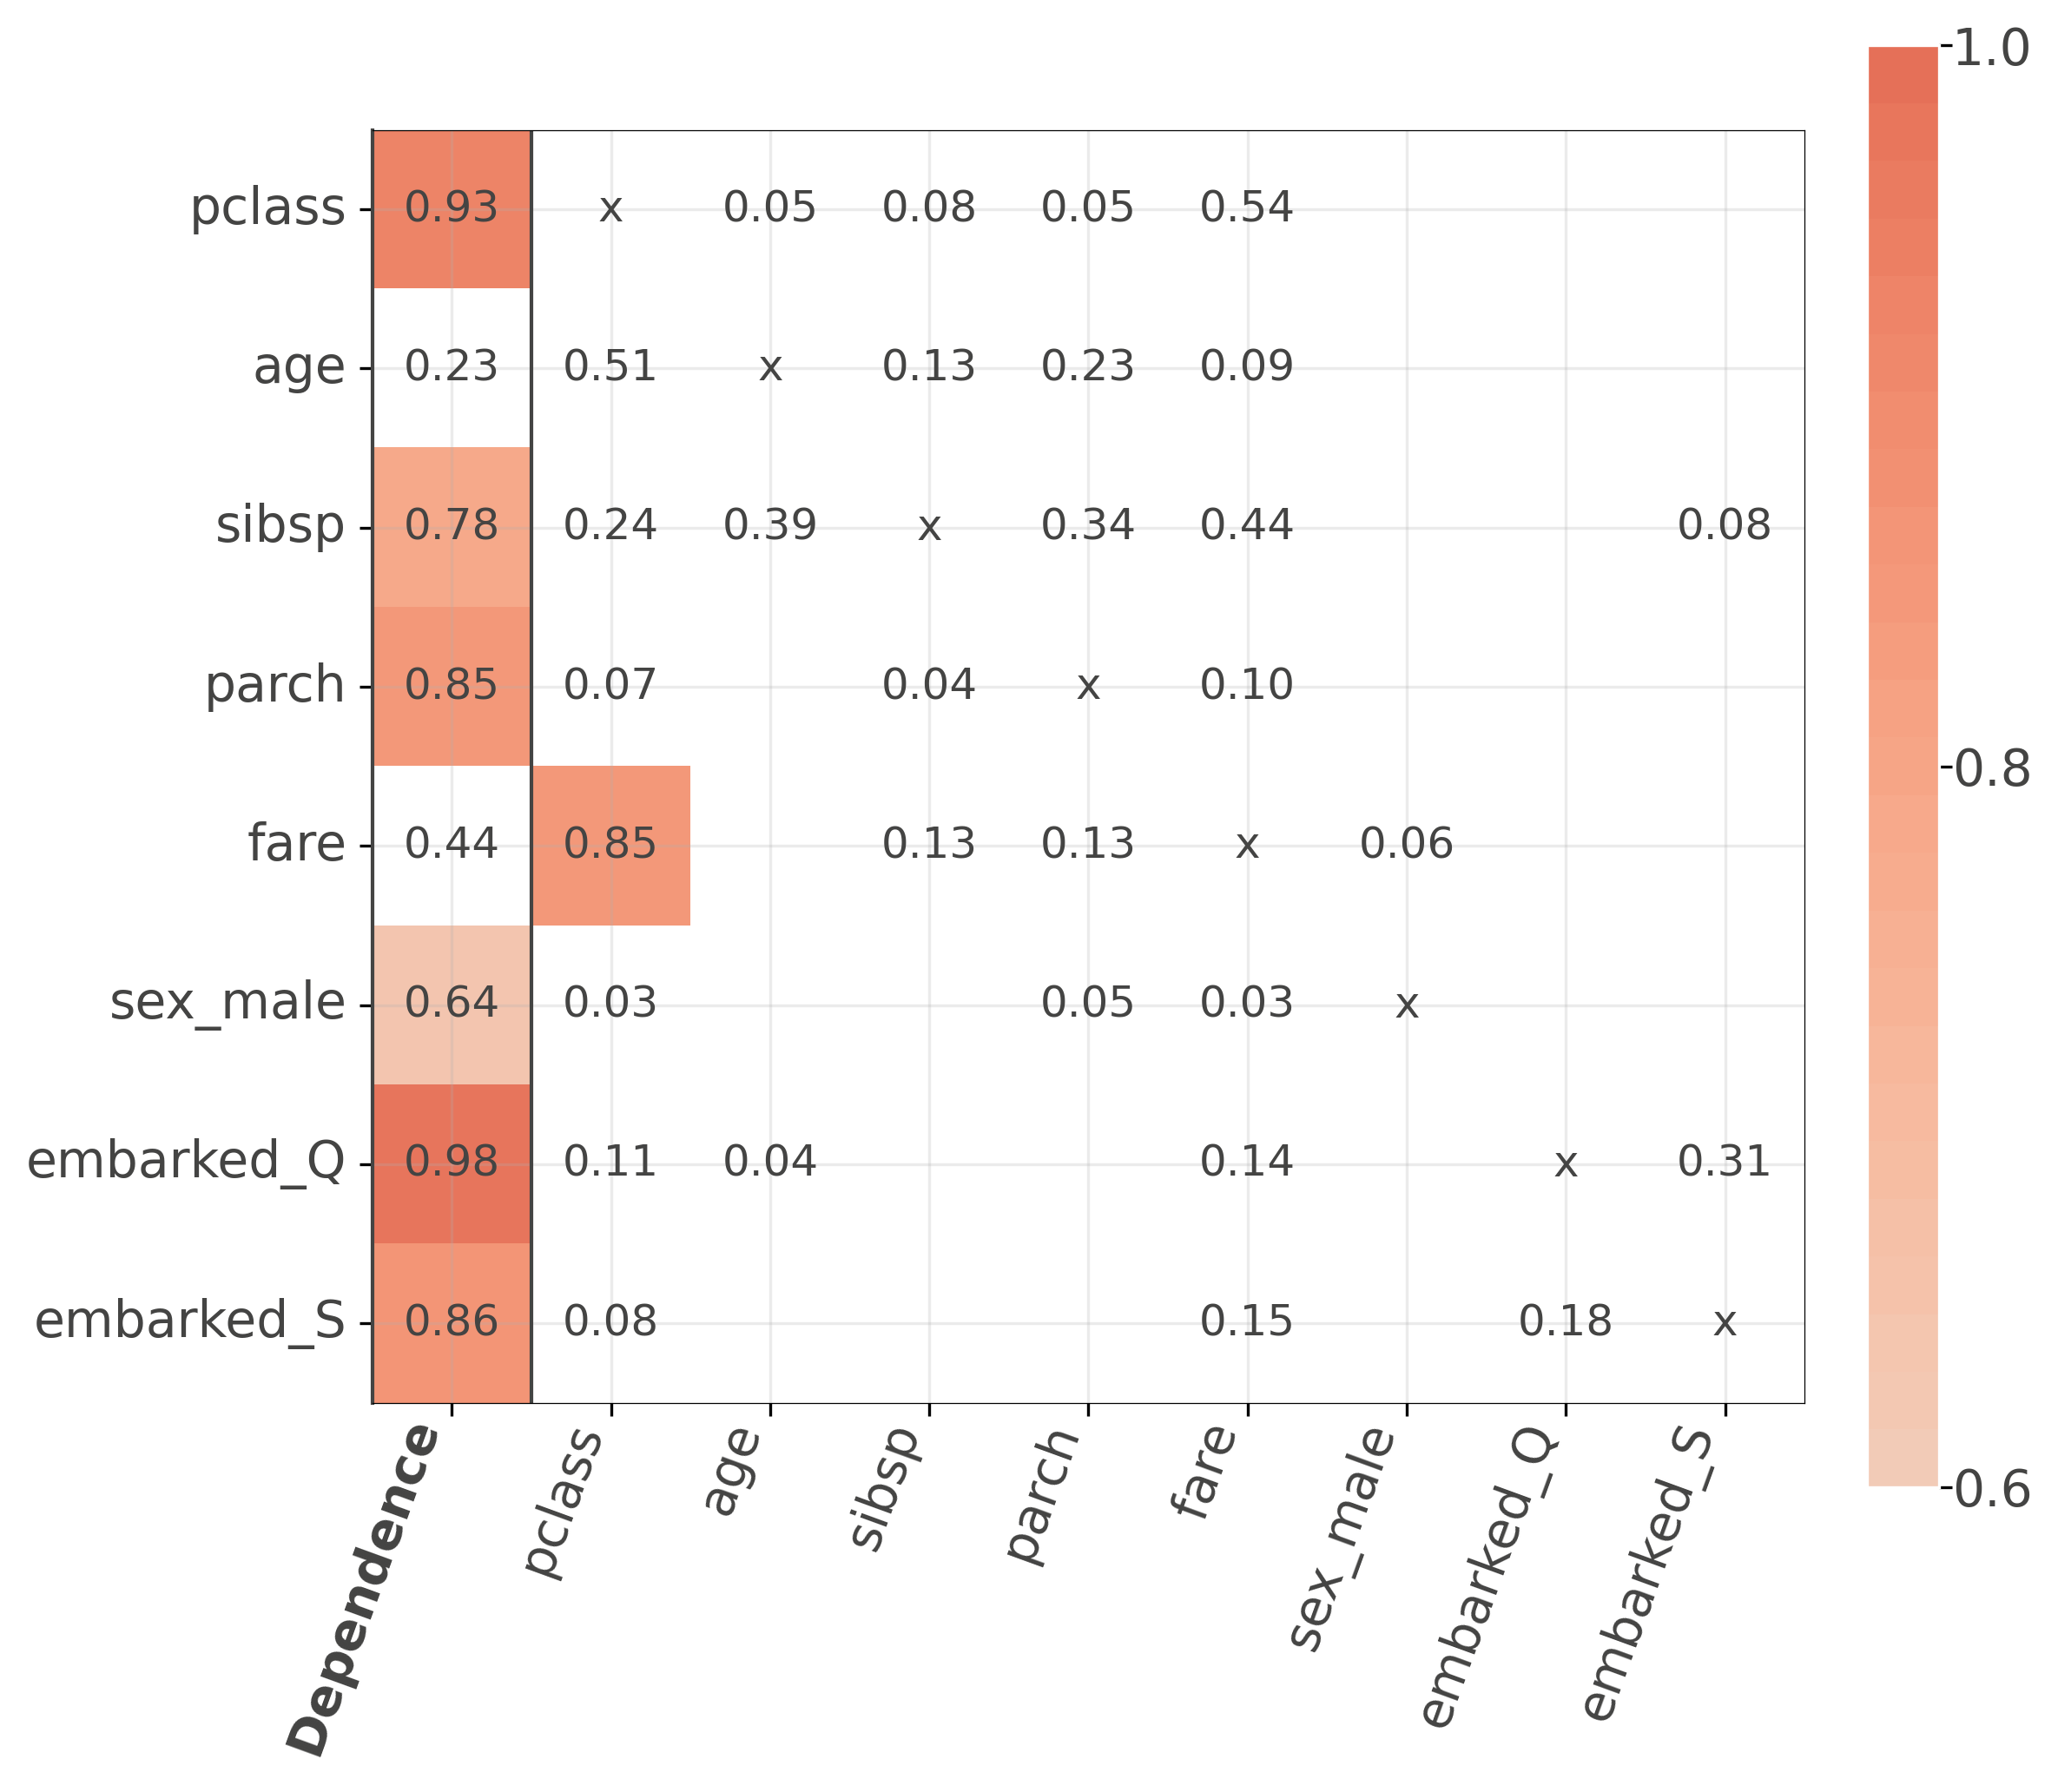 1.0
pclass 0.93 x 0.05 0.08 0.05 0.54
age 0.23 0.51 x 0.13 0.23 0.09
sibsp 0.78 0.24 0.39 x 0.34 0.44 0.08
parch 0.85 0.07 0.04 x 0.10
0.8
fare 0.44 0.85 0.13 0.13 x 0.06
sex_male 0.64 0.03 0.05 0.03 x
embarked_Q 0.98 0.11 0.04 0.14 x 0.31
embarked_S 0.86 0.08 0.15 0.18 x
0.6
Dependence
pclass
age
sibsp
parch
fare
sex_male
embarked_Q
embarked_S